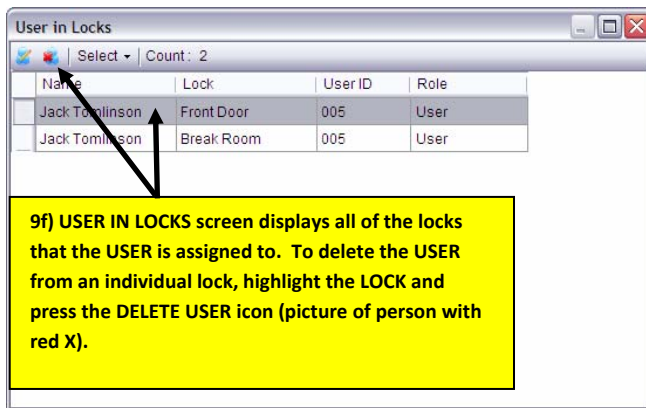 User in Locks
Select Count: 2
Name Lock User ID Role
Jack Tomlinson Front Door 005 User
Jack Tomlinson Break Room 005 User
9f) USER IN LOCKS screen displays all of the locks
that the USER is assigned to. To delete the USER
from an individual lock, highlight the LOCK and
press the DELETE USER icon (picture of person with
red X).